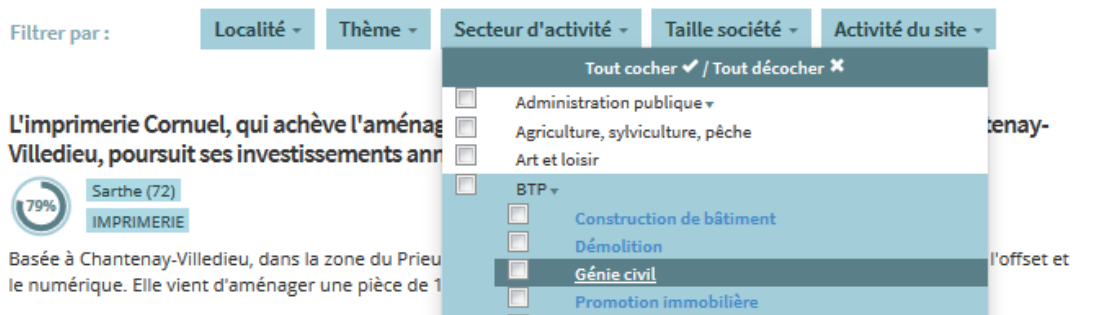 Filtrer par :
Localité
Thème
Secteur d'activité
Taille société
Activité du site
Tout cocher ✔ / Tout décocher ✖
Administration publique
Agriculture, sylviculture, pêche
Art et loisir
BTP
Construction de bâtiment
Démolition
Génie civil
Promotion immobilière
L'imprimerie Cornuel, qui achève l'aménag
tenay-
Villedieu, poursuit ses investissements ann
79%
Sarthe (72)
IMPRIMERIE
Basée à Chantenay-Villedieu, dans la zone du Prieu
l'offset et
le numérique. Elle vient d'aménager une pièce de 1